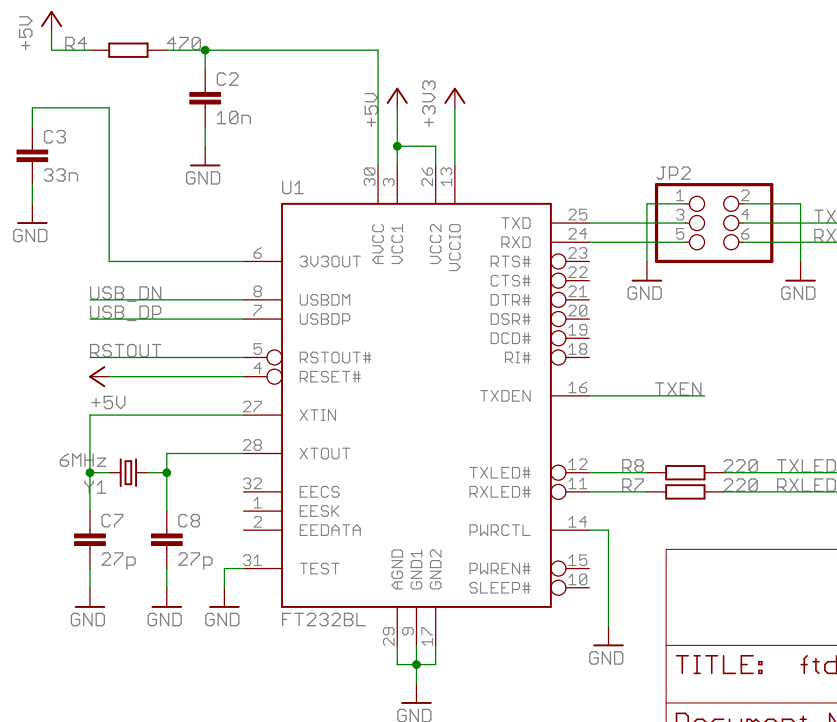 +5V
R4 470
C2
10n
C3
33n
GND
GND
+5V
+3V3
30
3
26
13
U1
AVCC
VCC1
VCC2
VCCIO
6 3V3OUT
USB_DN 8 USBDM
USB_DP 7 USBDP
RSTOUT 5 RSTOUT#
4 RESET#
+5V
27 XTIN
28 XTOUT
6MHz
Y1
32 EECS
1 EESK
2 EEDATA
C7
27p
C8
27p
31 TEST
GND
GND
GND
TXD 25
RXD 24
RTS# 23
CTS# 22
DTR# 21
DSR# 20
DCD# 19
RI# 18
TXDEN 16 TXEN
TXLED# 12 R8 220 TXLED
RXLED# 11 R7 220 RXLED
PWRCTL 14
PWREN# 15
SLEEP# 10
AGND
GND1
GND2
29
9
17
FT232BL
GND
GND
JP2
1 2
3 4 TX
5 6 RX
GND
GND
TITLE: ftd
Document N